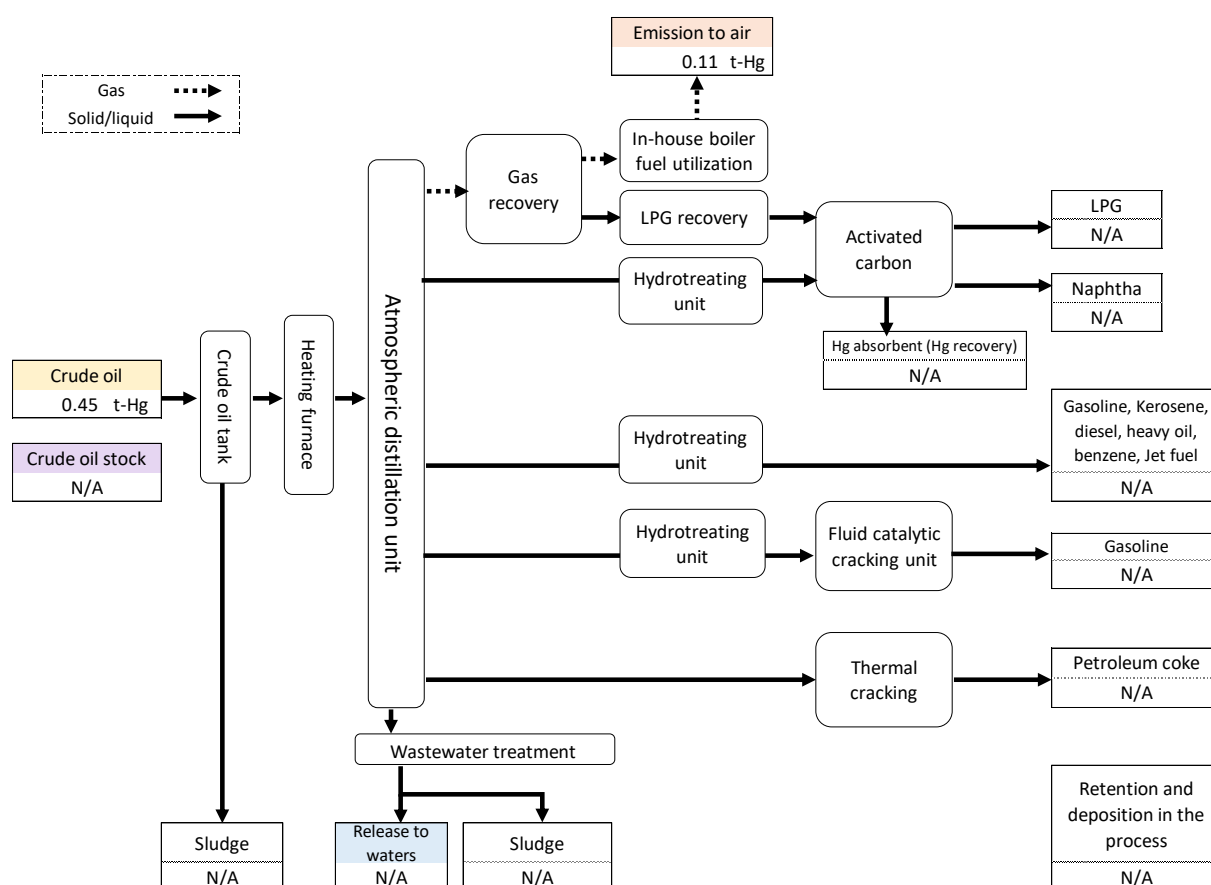 Emission to air
0.11 t-Hg
Gas
Solid/liquid
In-house boiler
fuel utilization
Gas
recovery
LPG recovery
Activated
carbon
LPG
N/A
Hydrotreating
unit
Naphtha
N/A
Hg absorbent (Hg recovery)
N/A
Atmospheric distillation unit
Heating furnace
Crude oil tank
Crude oil
0.45 t-Hg
Crude oil stock
N/A
Hydrotreating
unit
Gasoline, Kerosene,
diesel, heavy oil,
benzene, Jet fuel
N/A
Hydrotreating
unit
Fluid catalytic
cracking unit
Gasoline
N/A
Thermal
cracking
Petroleum coke
N/A
Wastewater treatment
Retention and
deposition in the
process
N/A
Sludge
N/A
Release to
waters
N/A
Sludge
N/A